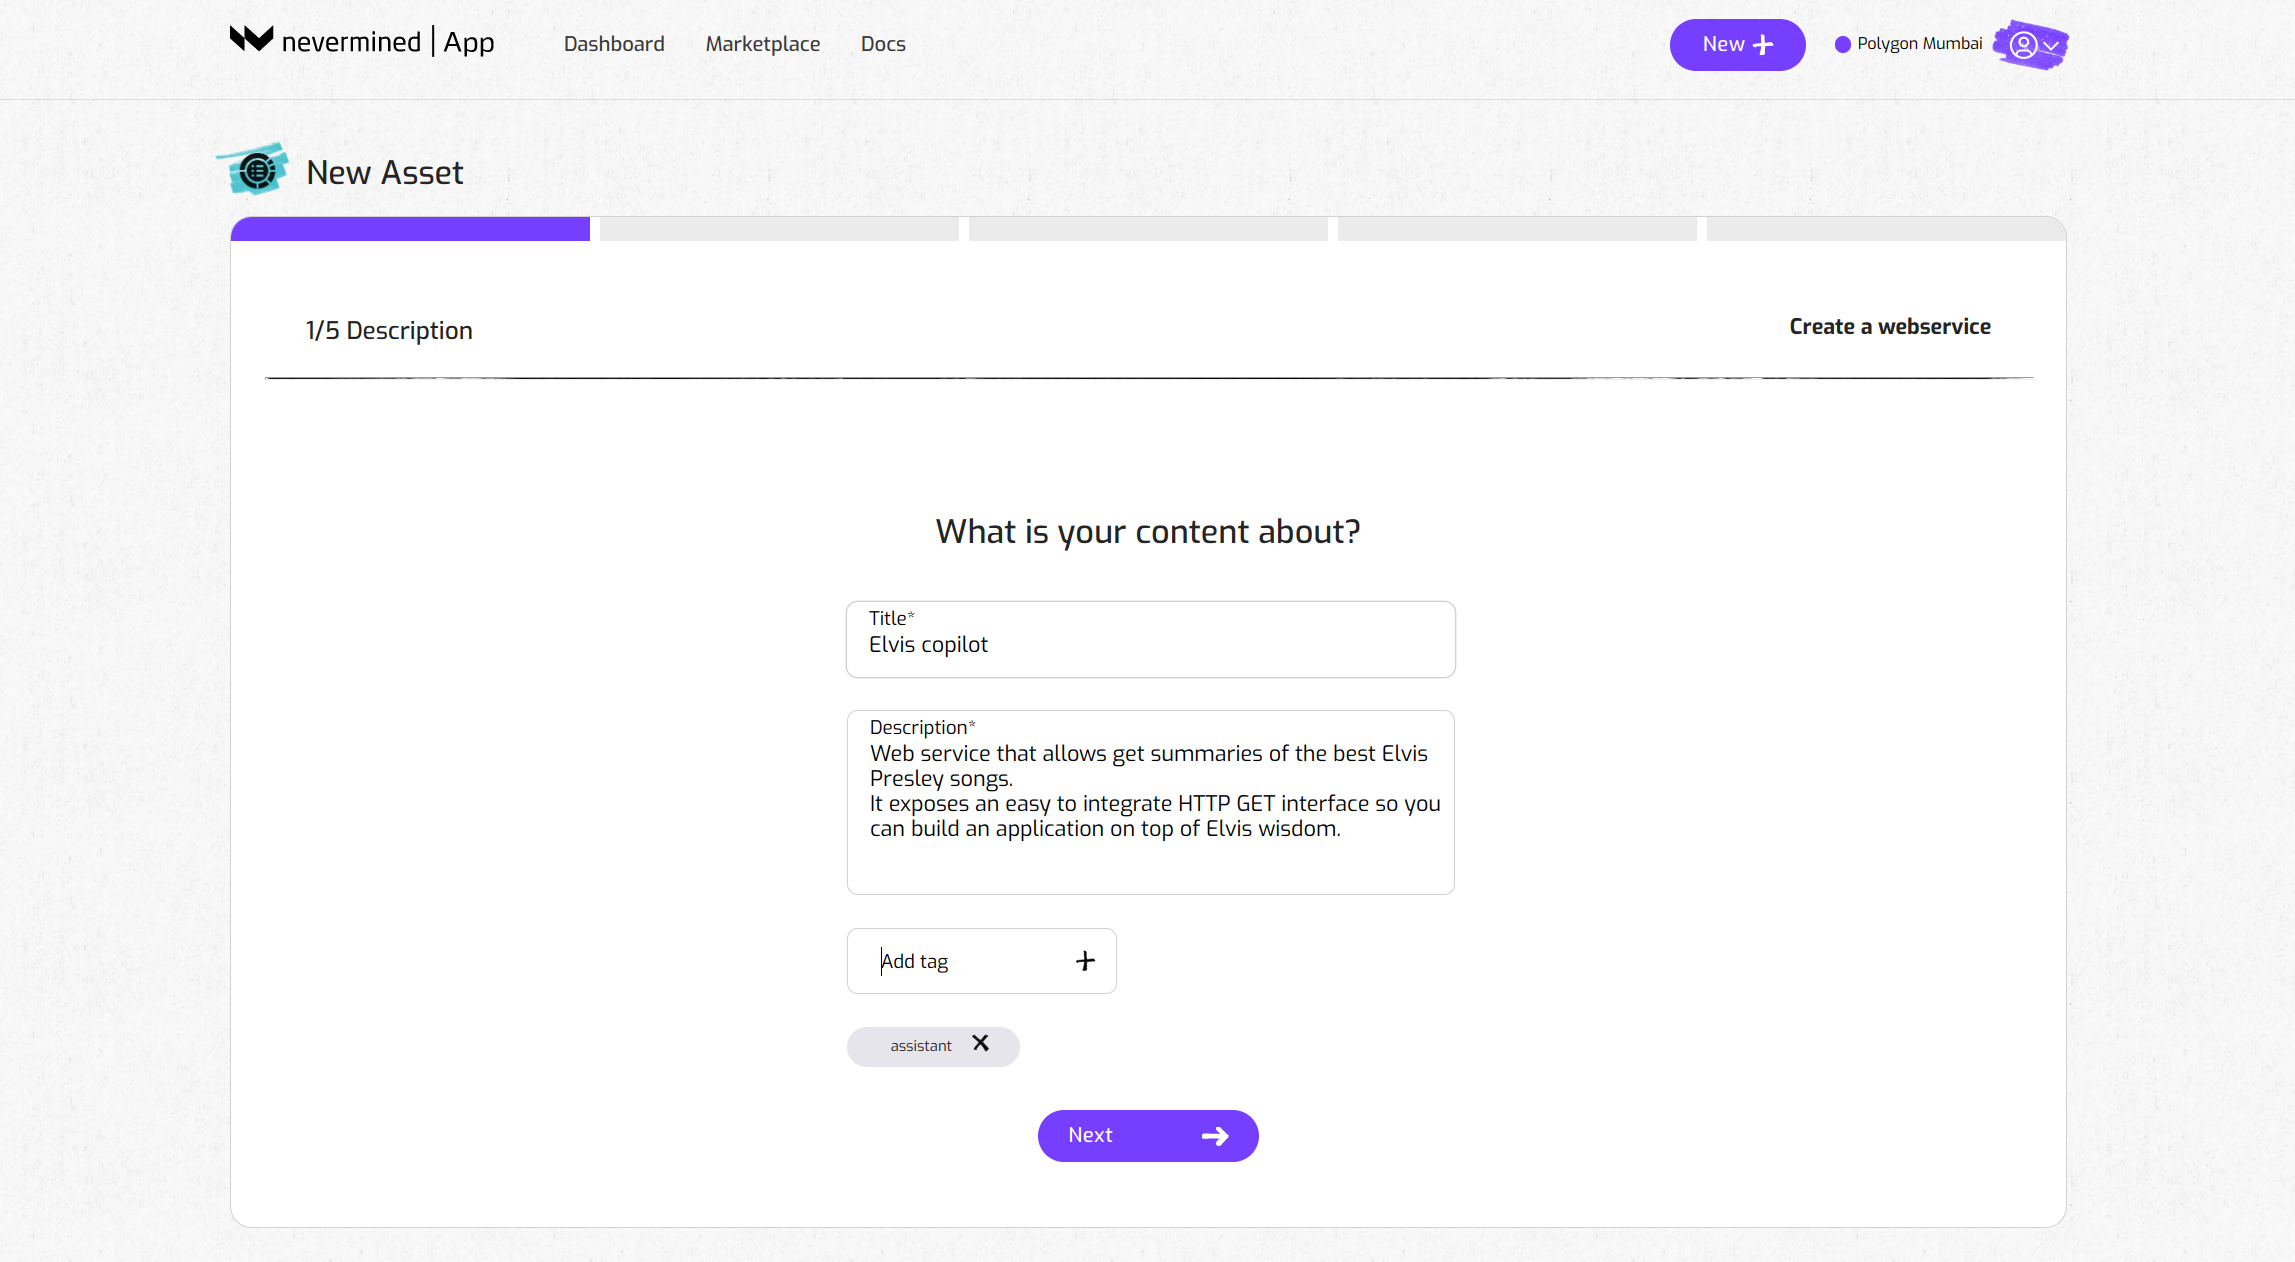 nevermined | App
Dashboard
Marketplace
Docs
New
Polygon Mumbai
New Asset
1/5 Description
Create a webservice
What is your content about?
Title*
Elvis copilot
Description*
Web service that allows get summaries of the best Elvis
Presley songs.
It exposes an easy to integrate HTTP GET interface so you
can build an application on top of Elvis wisdom.
Add tag
assistant
Next